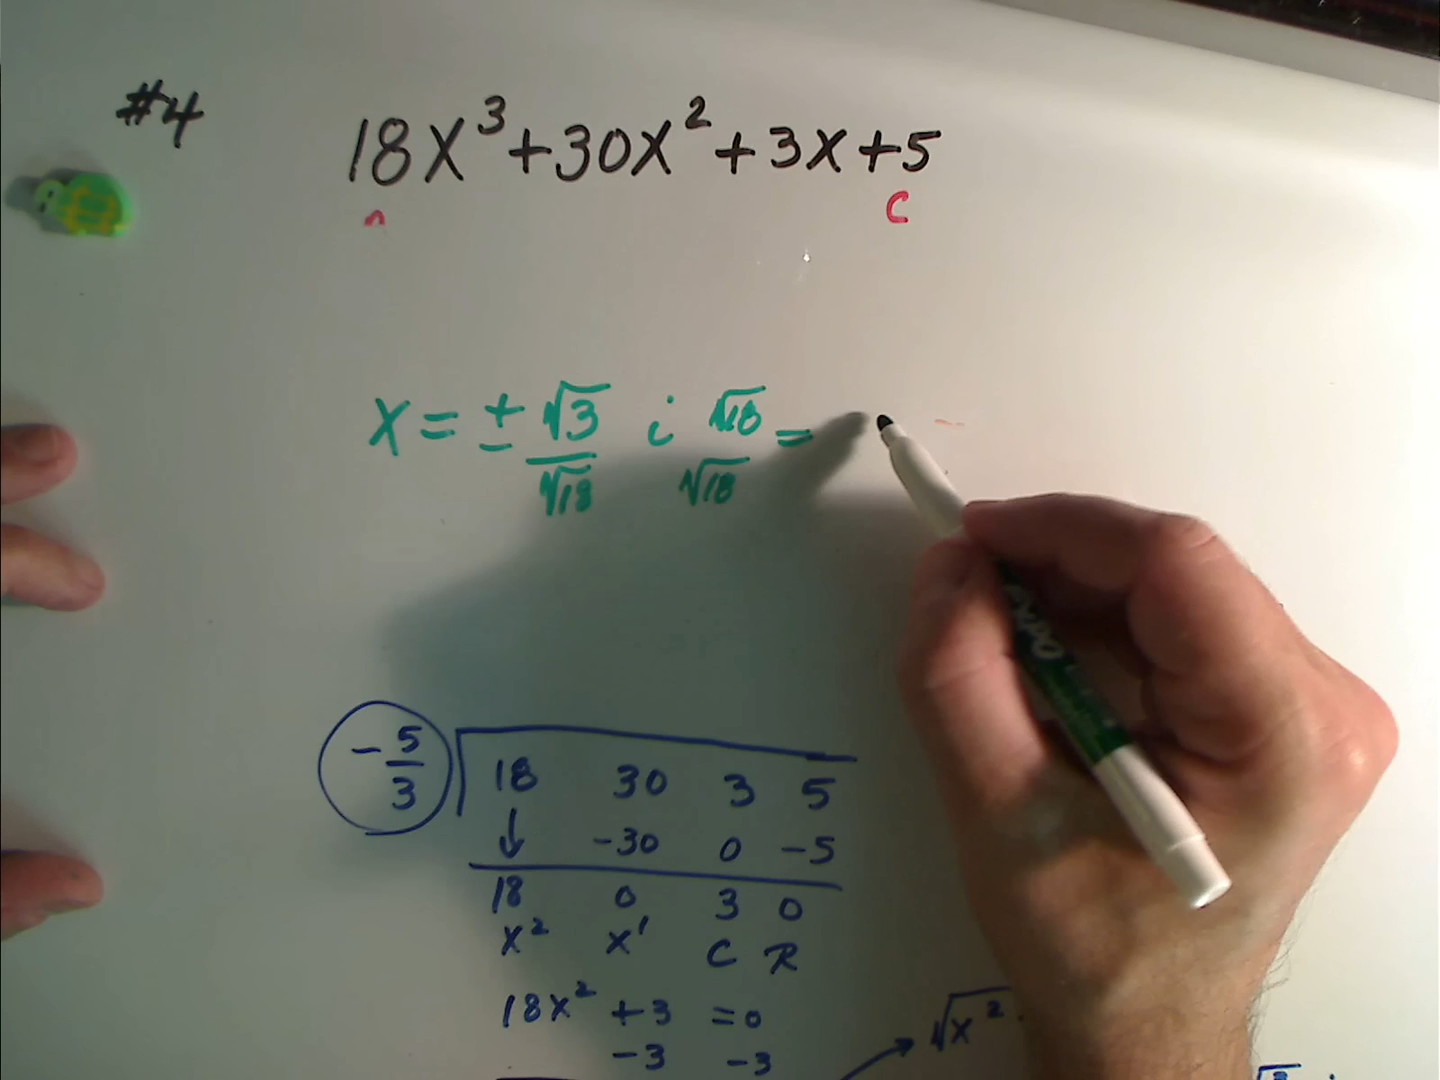 #4
18x³+30x²+3x+5
c
x = ± √3/√18 i √18/√18 =
-5/3 | 18 30 3 5
↓ -30 0 -5
18 0 3 0
x² x¹ c R
18x² +3 =0
-3 -3
√x²
EXPO